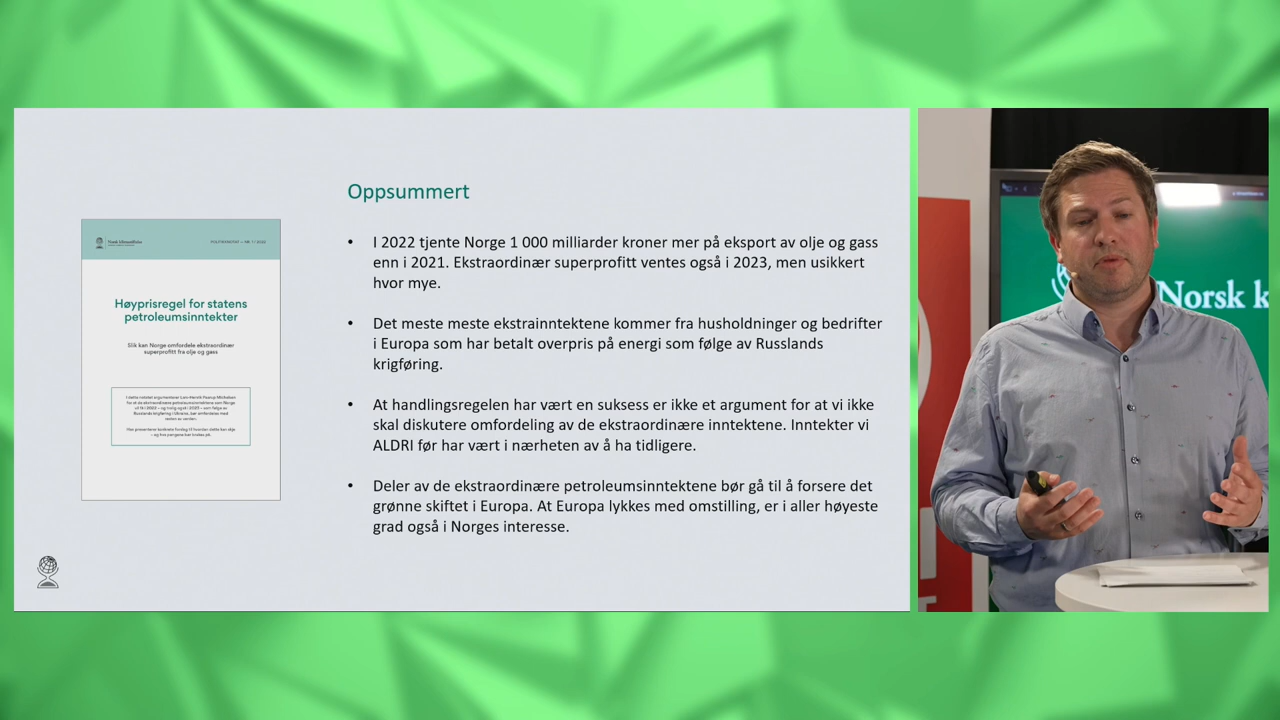 Oppsummert
• I 2022 tjente Norge 1 000 milliarder kroner mer på eksport av olje og gass
enn i 2021. Ekstraordinær superprofitt ventes også i 2023, men usikkert
hvor mye.
• Det meste meste ekstrainntektene kommer fra husholdninger og bedrifter
i Europa som har betalt overpris på energi som følge av Russlands
krigføring.
• At handlingsregelen har vært en suksess er ikke et argument for at vi ikke
skal diskutere omfordeling av de ekstraordinære inntektene. Inntekter vi
ALDRI før har vært i nærheten av å ha tidligere.
• Deler av de ekstraordinære petroleumsinntektene bør gå til å forsere det
grønne skiftet i Europa. At Europa lykkes med omstilling, er i aller høyeste
grad også i Norges interesse.
Høyprisregel for statens
petroleumsinntekter
Slik kan Norge omfordele ekstraordinær
superprofitt fra olje og gass
Norsk k